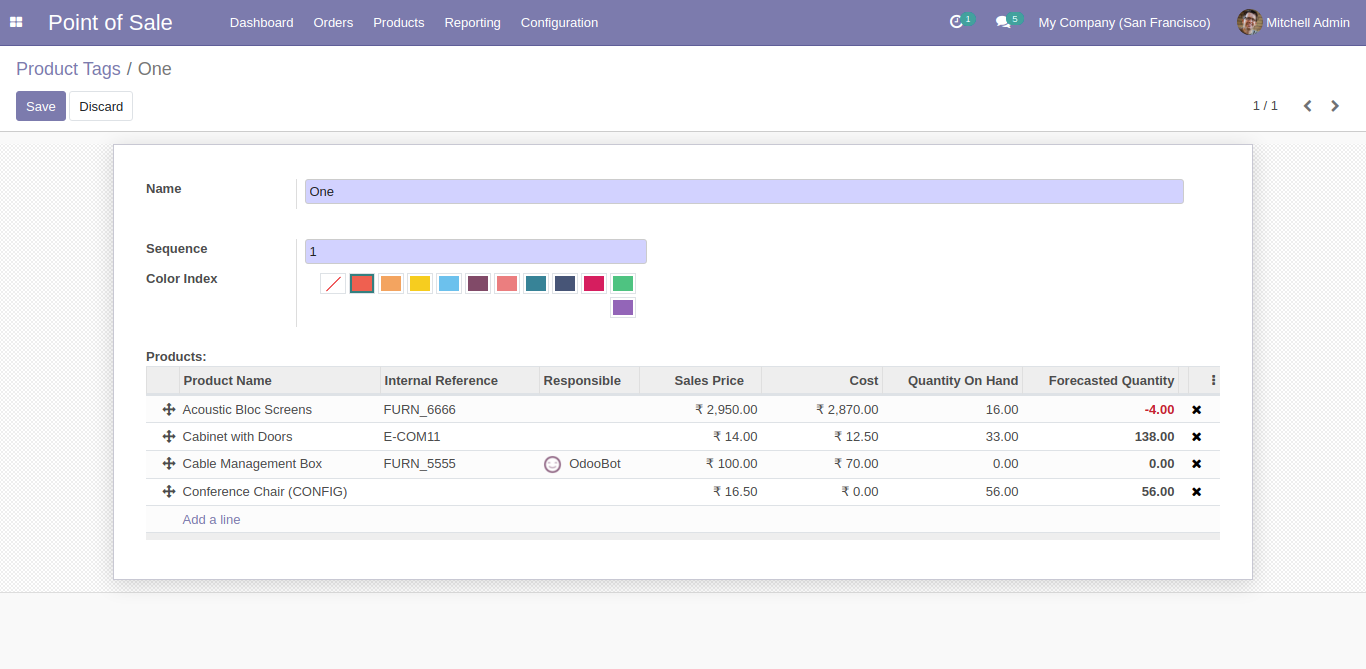 Point of Sale Dashboard Orders Products Reporting Configuration 1 5 My Company (San Francisco) Mitchell Admin
Product Tags / One
Save Discard 1 / 1
Name One
Sequence 1
Color Index
Products:
Product Name Internal Reference Responsible Sales Price Cost Quantity On Hand Forecasted Quantity
Acoustic Bloc Screens FURN_6666 ₹ 2,950.00 ₹ 2,870.00 16.00 -4.00
Cabinet with Doors E-COM11 ₹ 14.00 ₹ 12.50 33.00 138.00
Cable Management Box FURN_5555 OdooBot ₹ 100.00 ₹ 70.00 0.00 0.00
Conference Chair (CONFIG) ₹ 16.50 ₹ 0.00 56.00 56.00
Add a line